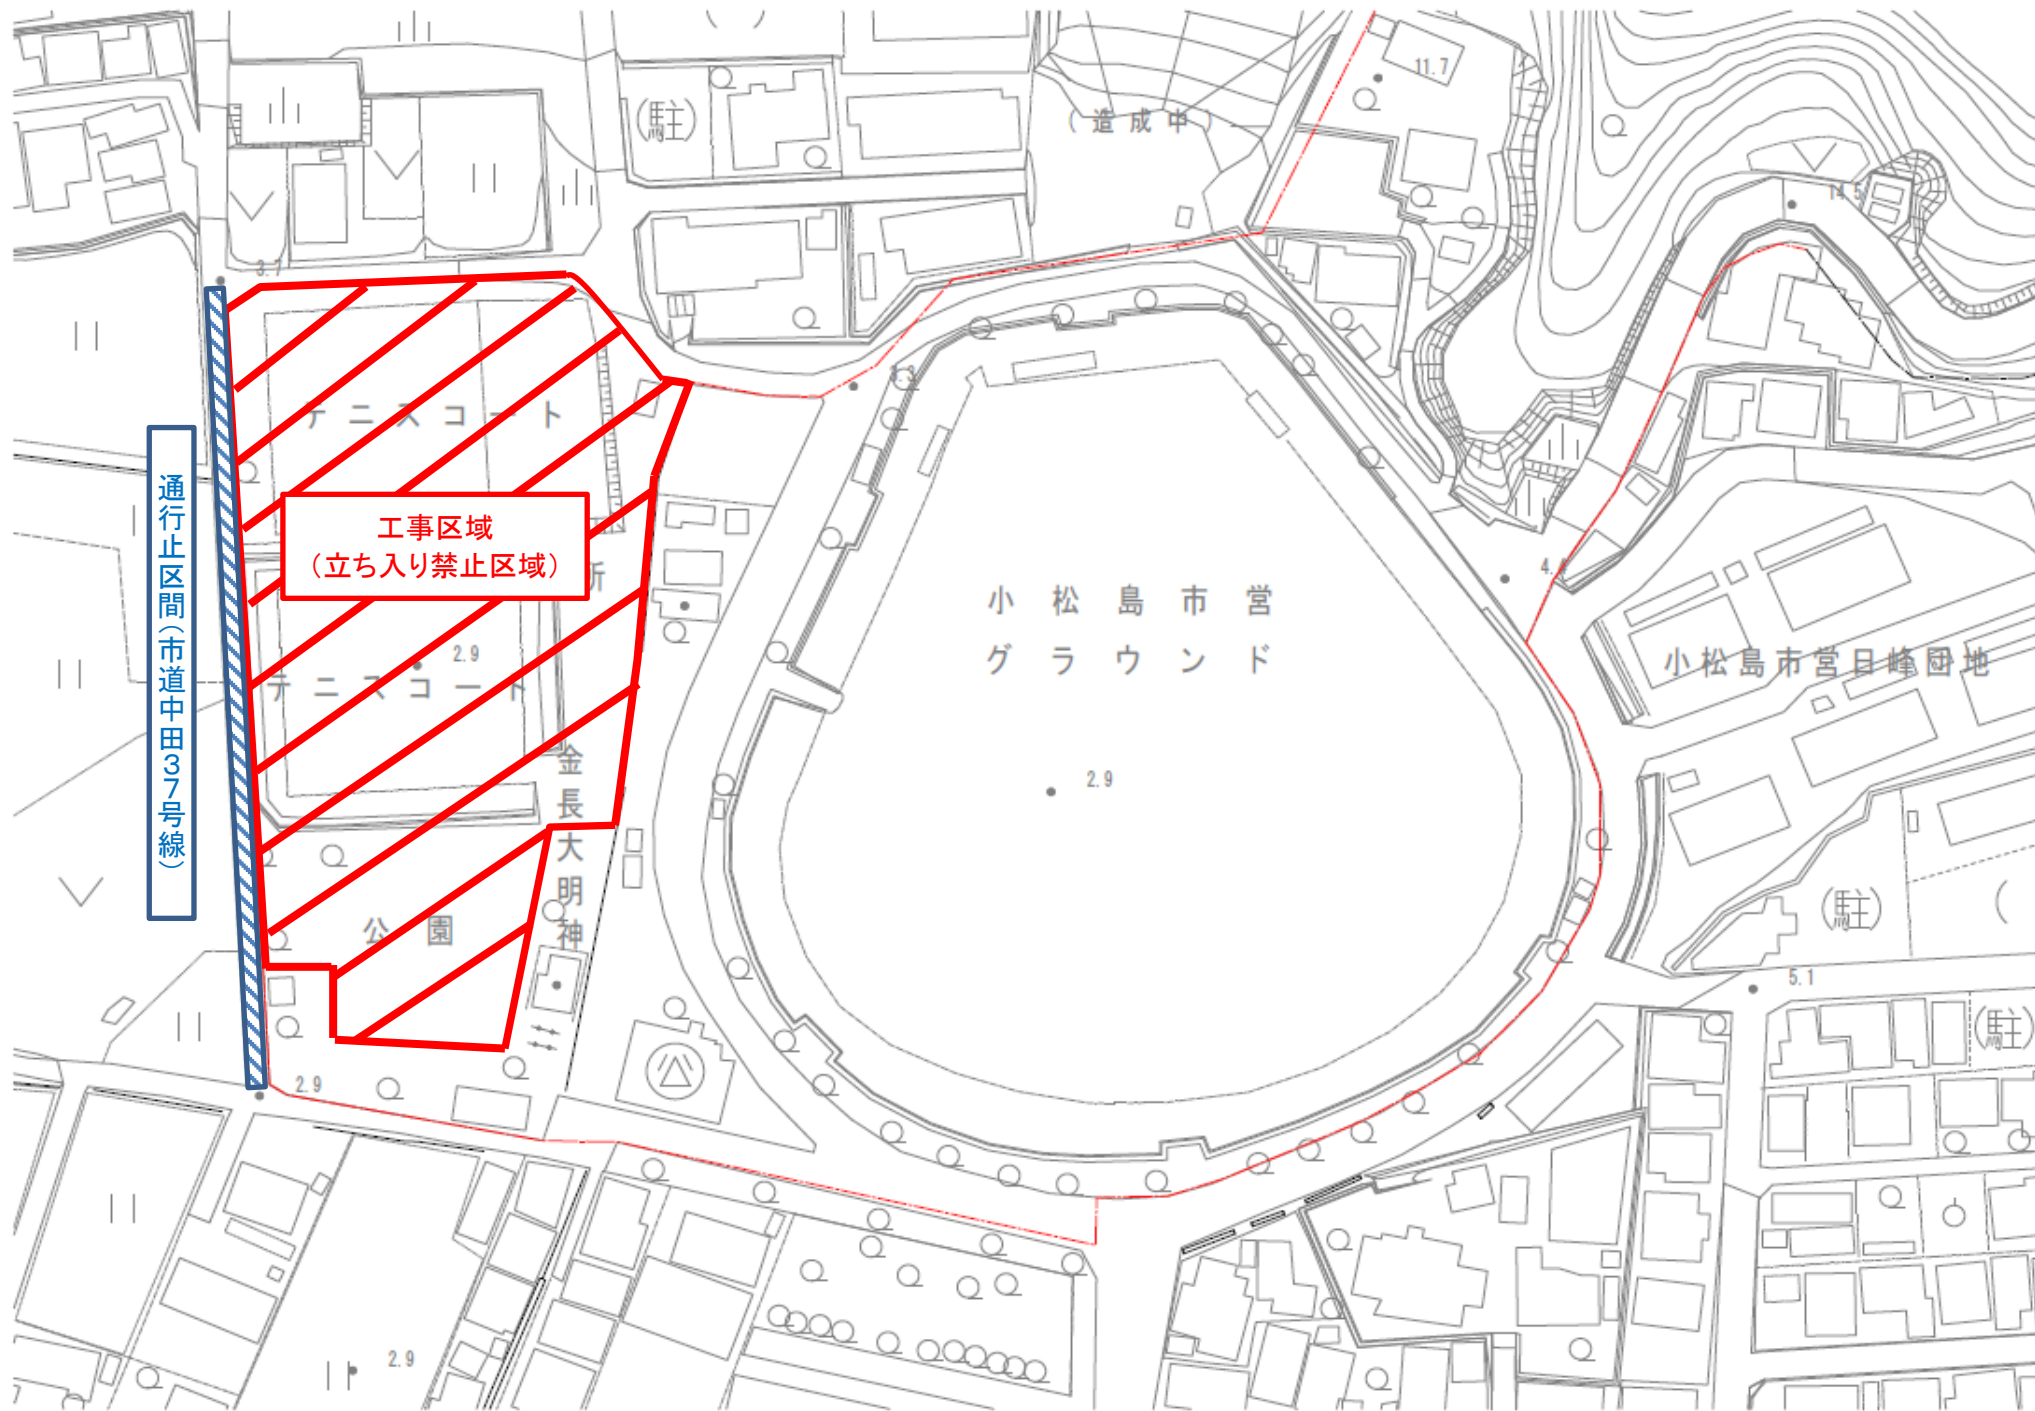 11.7
(駐)
(造成中)
14.5
3.7
3.3
テニスコート
通行止区間(市道中田37号線)
工事区域
(立ち入り禁止区域)
所
4.4
小松島市営
グラウンド
2.9
テニスコート
小松島市営日峰団地
金長大明神
2.9
公園
(駐)
(
5.1
(駐)
2.9
2.9